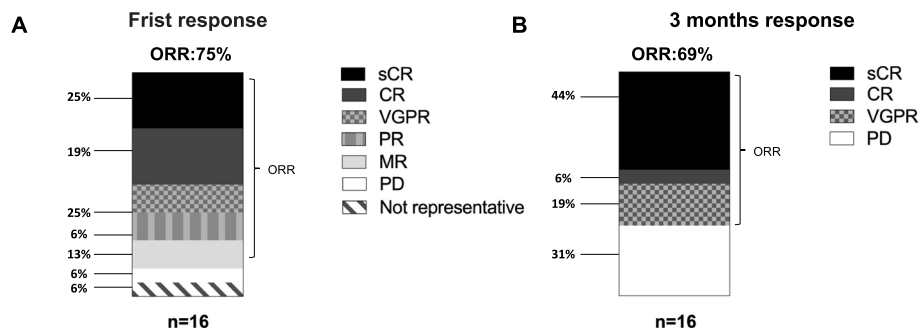 A
Frist response
ORR:75%
25%
19%
25%
6%
13%
6%
6%
ORR
n=16
sCR
CR
VGPR
PR
MR
PD
Not representative
B
3 months response
ORR:69%
44%
6%
19%
31%
ORR
n=16
sCR
CR
VGPR
PD